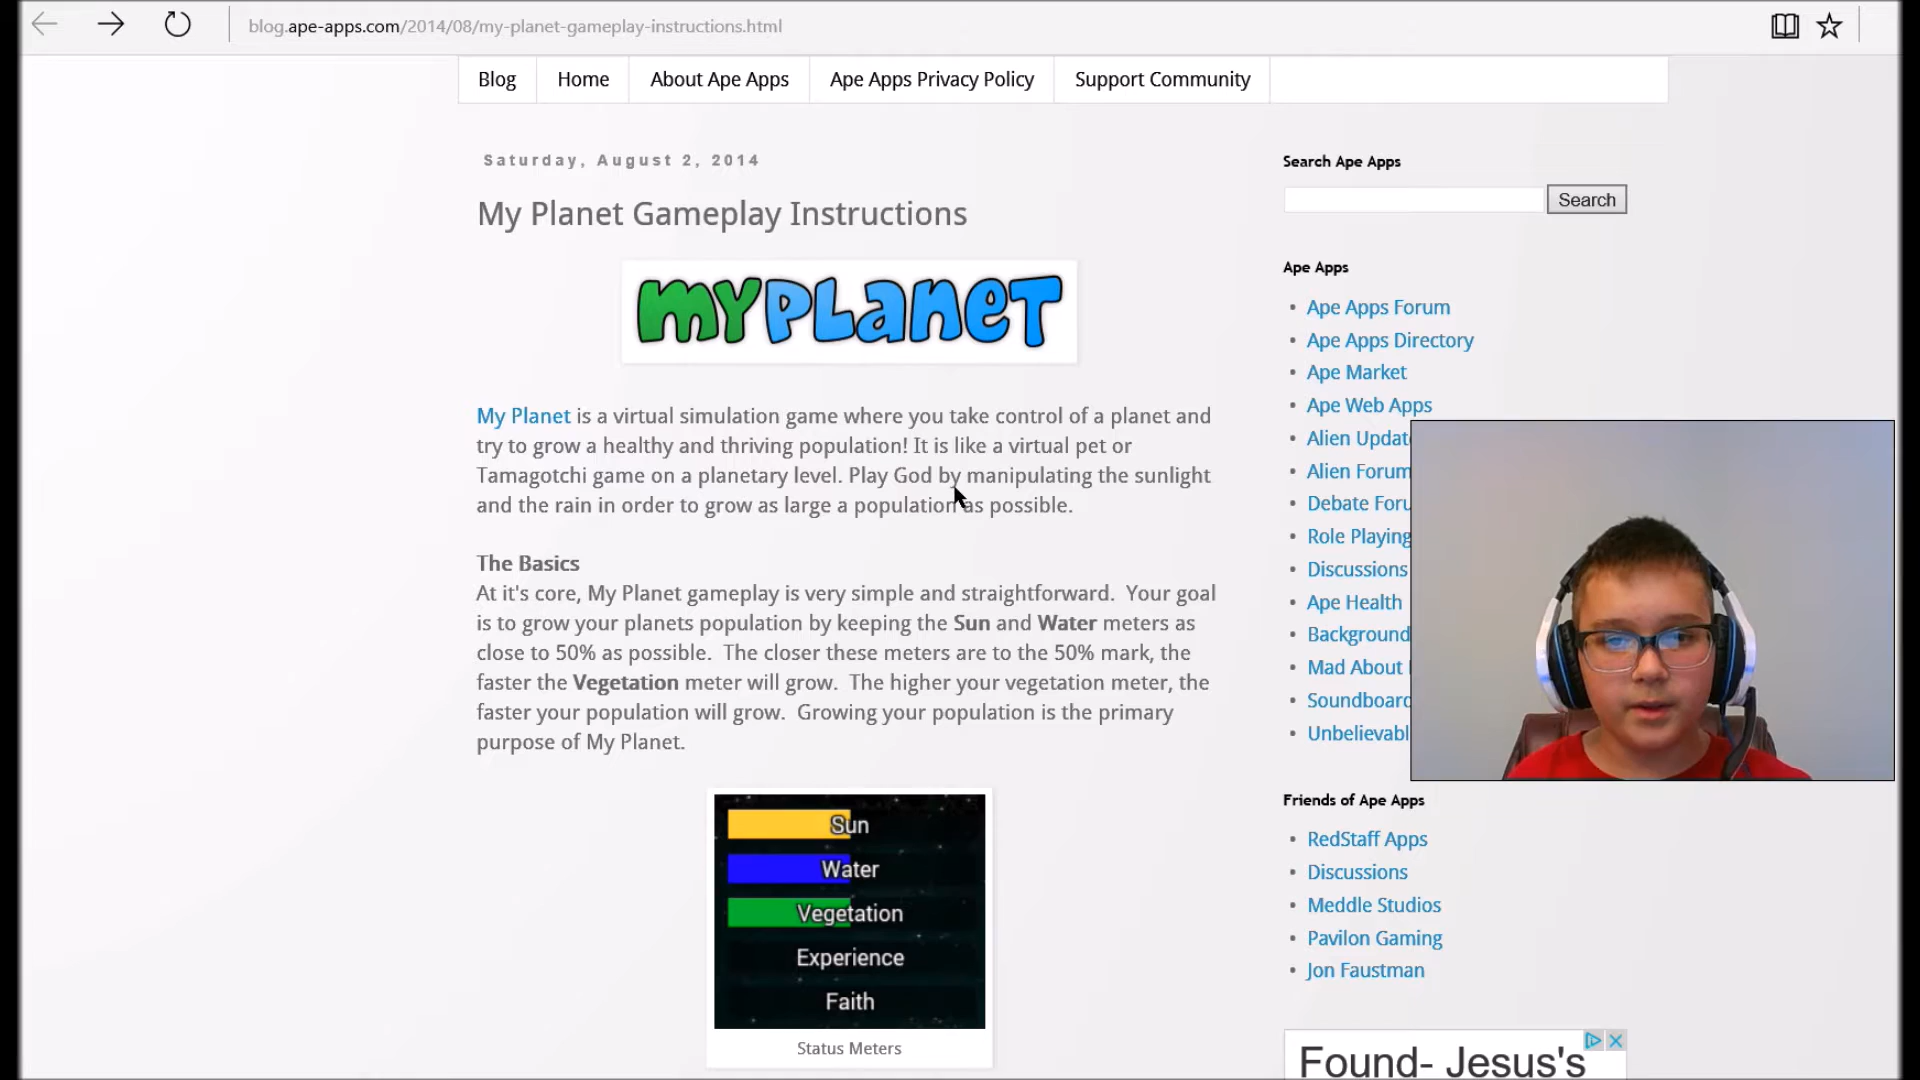 blog.ape-apps.com/2014/08/my-planet-gameplay-instructions.html
Blog
Home
About Ape Apps
Ape Apps Privacy Policy
Support Community
Saturday, August 2, 2014
My Planet Gameplay Instructions
MYPLANET
My Planet is a virtual simulation game where you take control of a planet and
try to grow a healthy and thriving population! It is like a virtual pet or
Tamagotchi game on a planetary level. Play God by manipulating the sunlight
and the rain in order to grow as large a population as possible.
The Basics
At it's core, My Planet gameplay is very simple and straightforward.  Your goal
is to grow your planets population by keeping the Sun and Water meters as
close to 50% as possible.  The closer these meters are to the 50% mark, the
faster the Vegetation meter will grow.  The higher your vegetation meter, the
faster your population will grow.  Growing your population is the primary
purpose of My Planet.
Sun
Water
Vegetation
Experience
Faith
Status Meters
Search Ape Apps
Search
Ape Apps
Ape Apps Forum
Ape Apps Directory
Ape Market
Ape Web Apps
Alien
Alien
Debate
Role Playing
Discussions
Ape Health
Background
Mad About
Friends of Ape Apps
RedStaff Apps
Discussions
Meddle Studios
Pavilon Gaming
Jon Faustman
Found- Jesus's